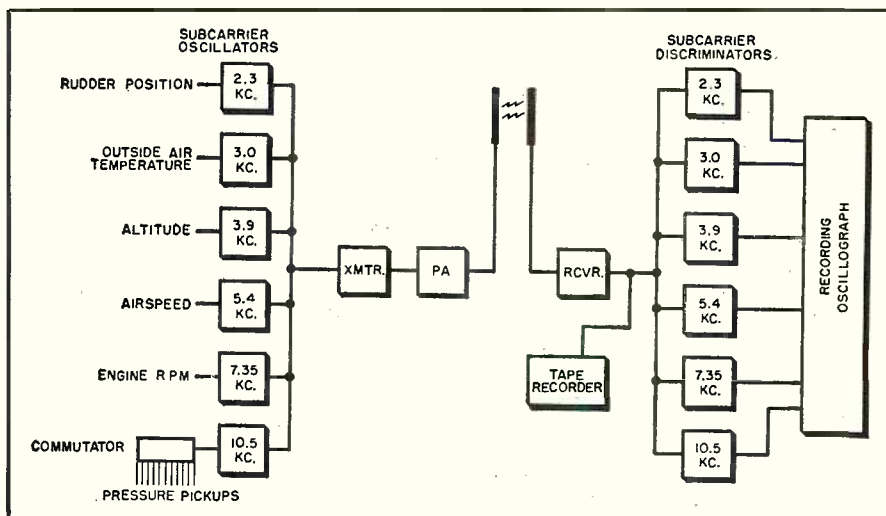 SUBCARRIER
OSCILLATORS
RUDDER POSITION
2.3
KC.
OUTSIDE AIR
TEMPERATURE
3.0
KC.
ALTITUDE
3.9
KC.
AIRSPEED
5.4
KC.
ENGINE RPM
7.35
KC.
COMMUTATOR
10.5
KC.
PRESSURE PICKUPS
XMTR.
PA
RCVR.
TAPE
RECORDER
SUBCARRIER
DISCRIMINATORS
2.3
KC.
3.0
KC.
3.9
KC.
5.4
KC.
7.35
KC.
10.5
KC.
RECORDING
OSCILLOGRAPH